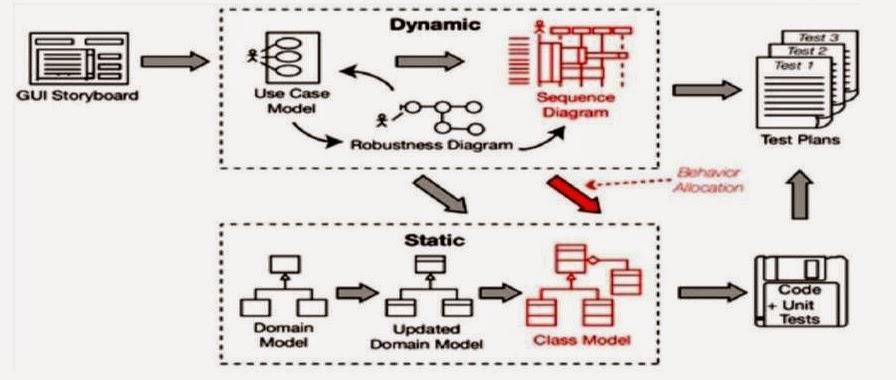 Dynamic
GUI Storyboard
Use Case
Model
Robustness Diagram
Sequence
Diagram
Test 3
Test 2
Test 1
Test Plans
Behavior
Allocation
Static
Domain
Model
Updated
Domain Model
Class Model
Code
+ Unit
Tests